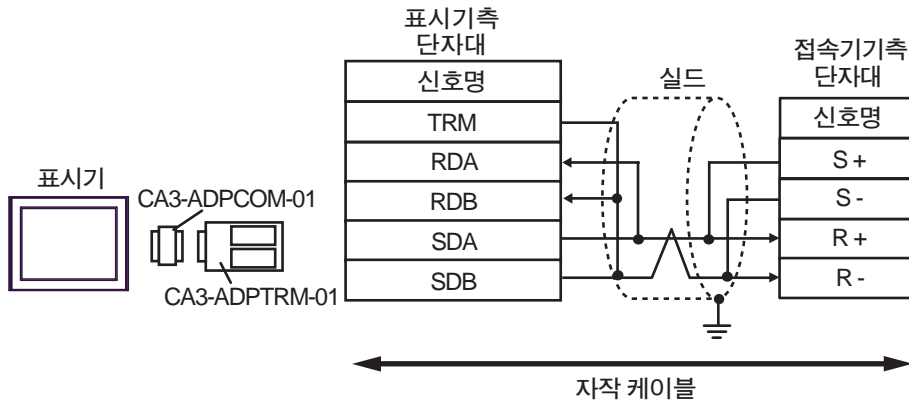 표시기
CA3-ADPCOM-01
CA3-ADPTRM-01
표시기측
단자대
신호명
TRM
RDA
RDB
SDA
SDB
실드
접속기기측
단자대
신호명
S +
S -
R +
R -
자작 케이블